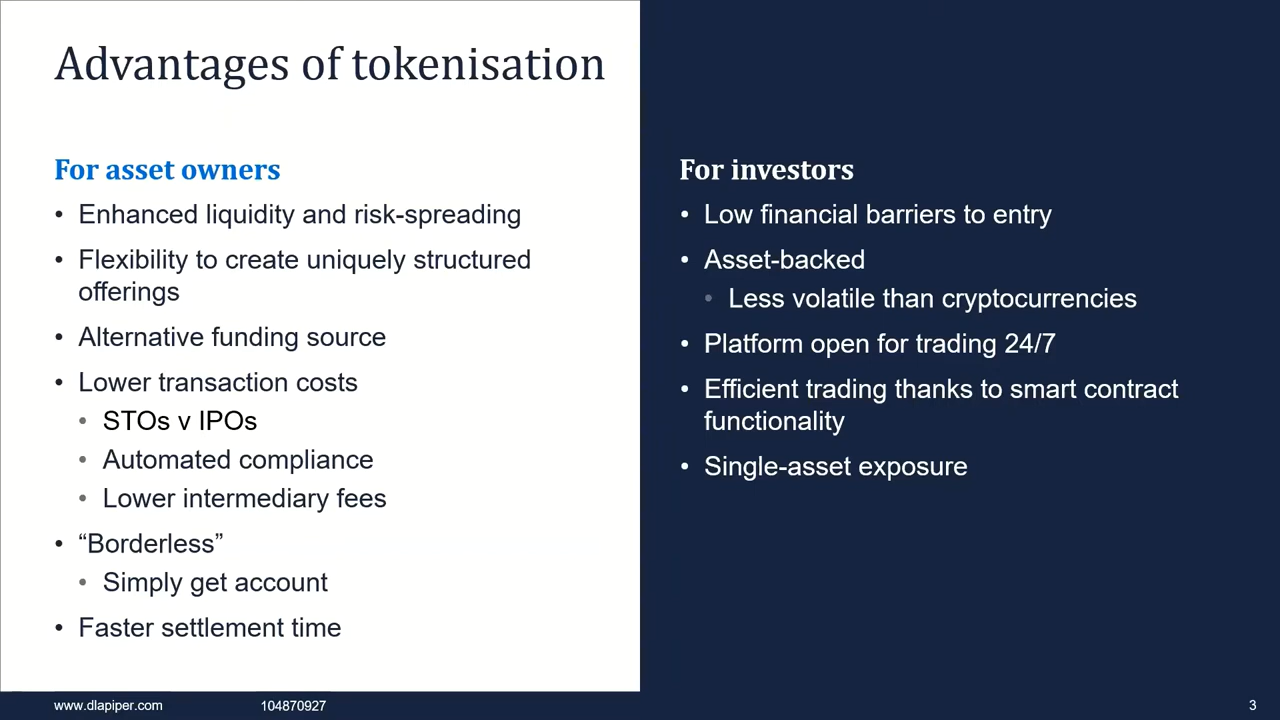 Advantages of tokenisation
For asset owners
• Enhanced liquidity and risk-spreading
• Flexibility to create uniquely structured
offerings
• Alternative funding source
• Lower transaction costs
• STOs v IPOs
• Automated compliance
• Lower intermediary fees
• “Borderless”
• Simply get account
• Faster settlement time
For investors
• Low financial barriers to entry
• Asset-backed
• Less volatile than cryptocurrencies
• Platform open for trading 24/7
• Efficient trading thanks to smart contract
functionality
• Single-asset exposure
www.dlapiper.com 104870927 3